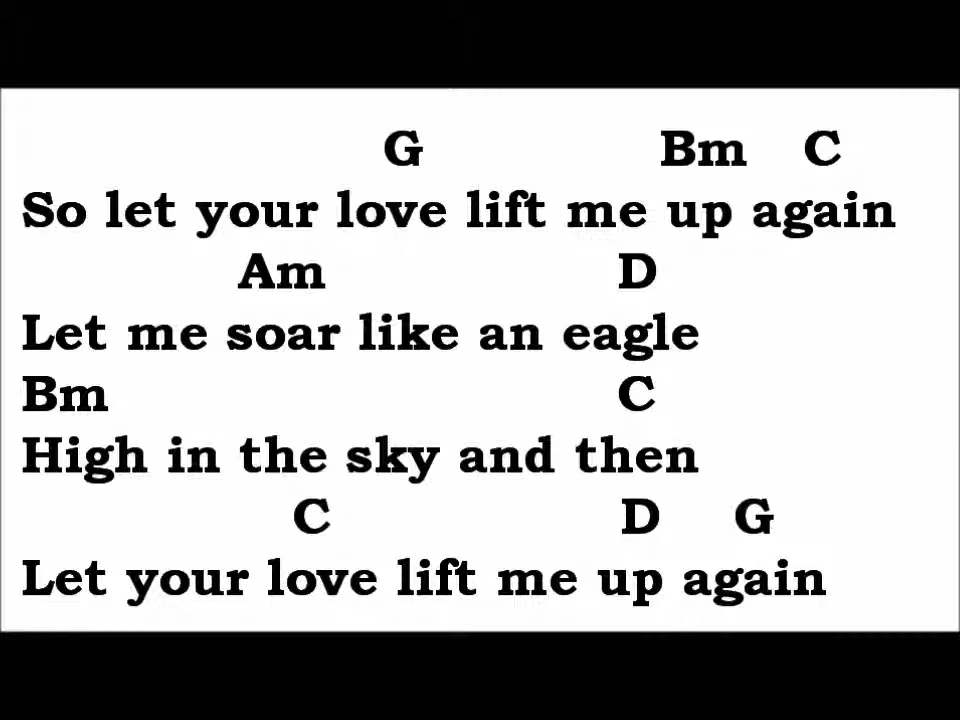 G Bm C
So let your love lift me up again
Am D
Let me soar like an eagle
Bm C
High in the sky and then
C D G
Let your love lift me up again